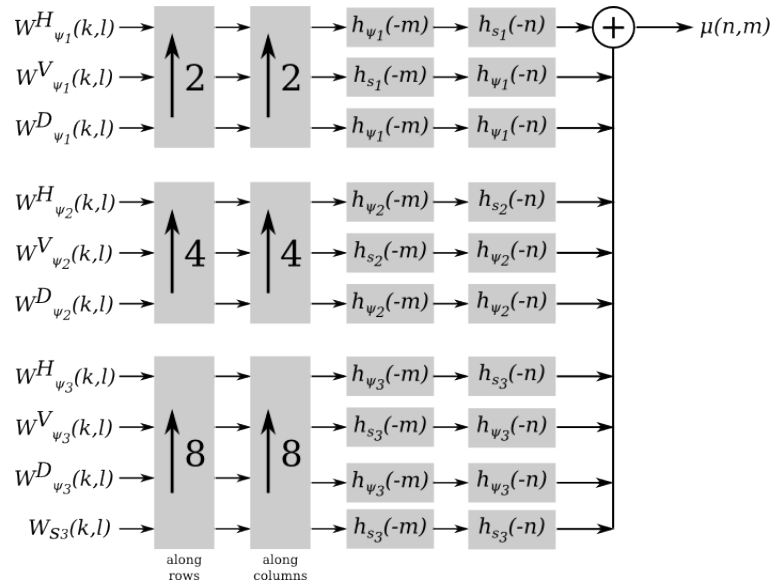 W^H_ψ₁(k,l) 2 2 h_ψ₁(-m) h_s₁(-n) + μ(n,m)
W^V_ψ₁(k,l) h_s₁(-m) h_ψ₁(-n)
W^D_ψ₁(k,l) h_ψ₁(-m) h_ψ₁(-n)
W^H_ψ₂(k,l) 4 4 h_ψ₂(-m) h_s₂(-n)
W^V_ψ₂(k,l) h_s₂(-m) h_ψ₂(-n)
W^D_ψ₂(k,l) h_ψ₂(-m) h_ψ₂(-n)
W^H_ψ₃(k,l) 8 8 h_ψ₃(-m) h_s₃(-n)
W^V_ψ₃(k,l) h_s₃(-m) h_ψ₃(-n)
W^D_ψ₃(k,l) h_ψ₃(-m) h_ψ₃(-n)
W_S₃(k,l) h_s₃(-m) h_s₃(-n)
along along
rows columns